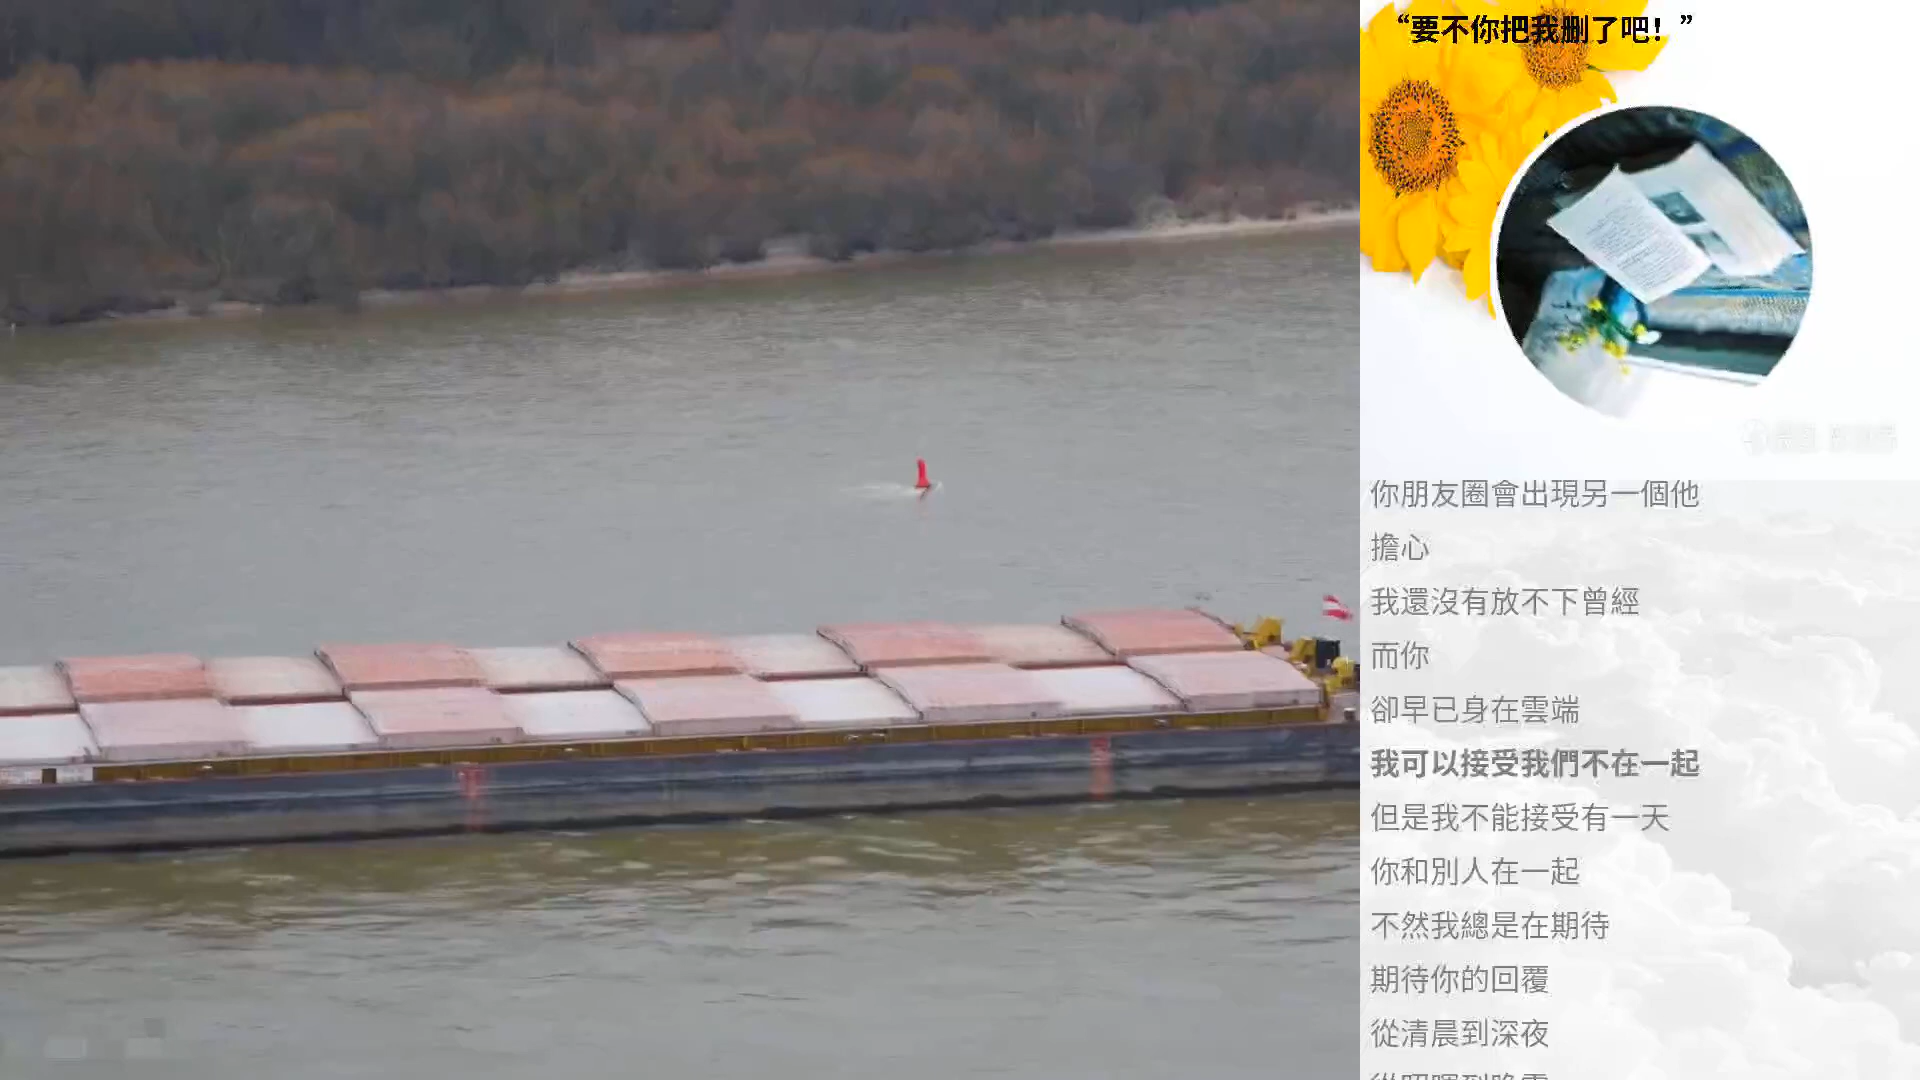 “要不你把我删了吧！”
你朋友圈會出現另一個他
擔心
我還沒有放不下曾經
而你
卻早已身在雲端
我可以接受我們不在一起
但是我不能接受有一天
你和別人在一起
不然我總是在期待
期待你的回覆
從清晨到深夜